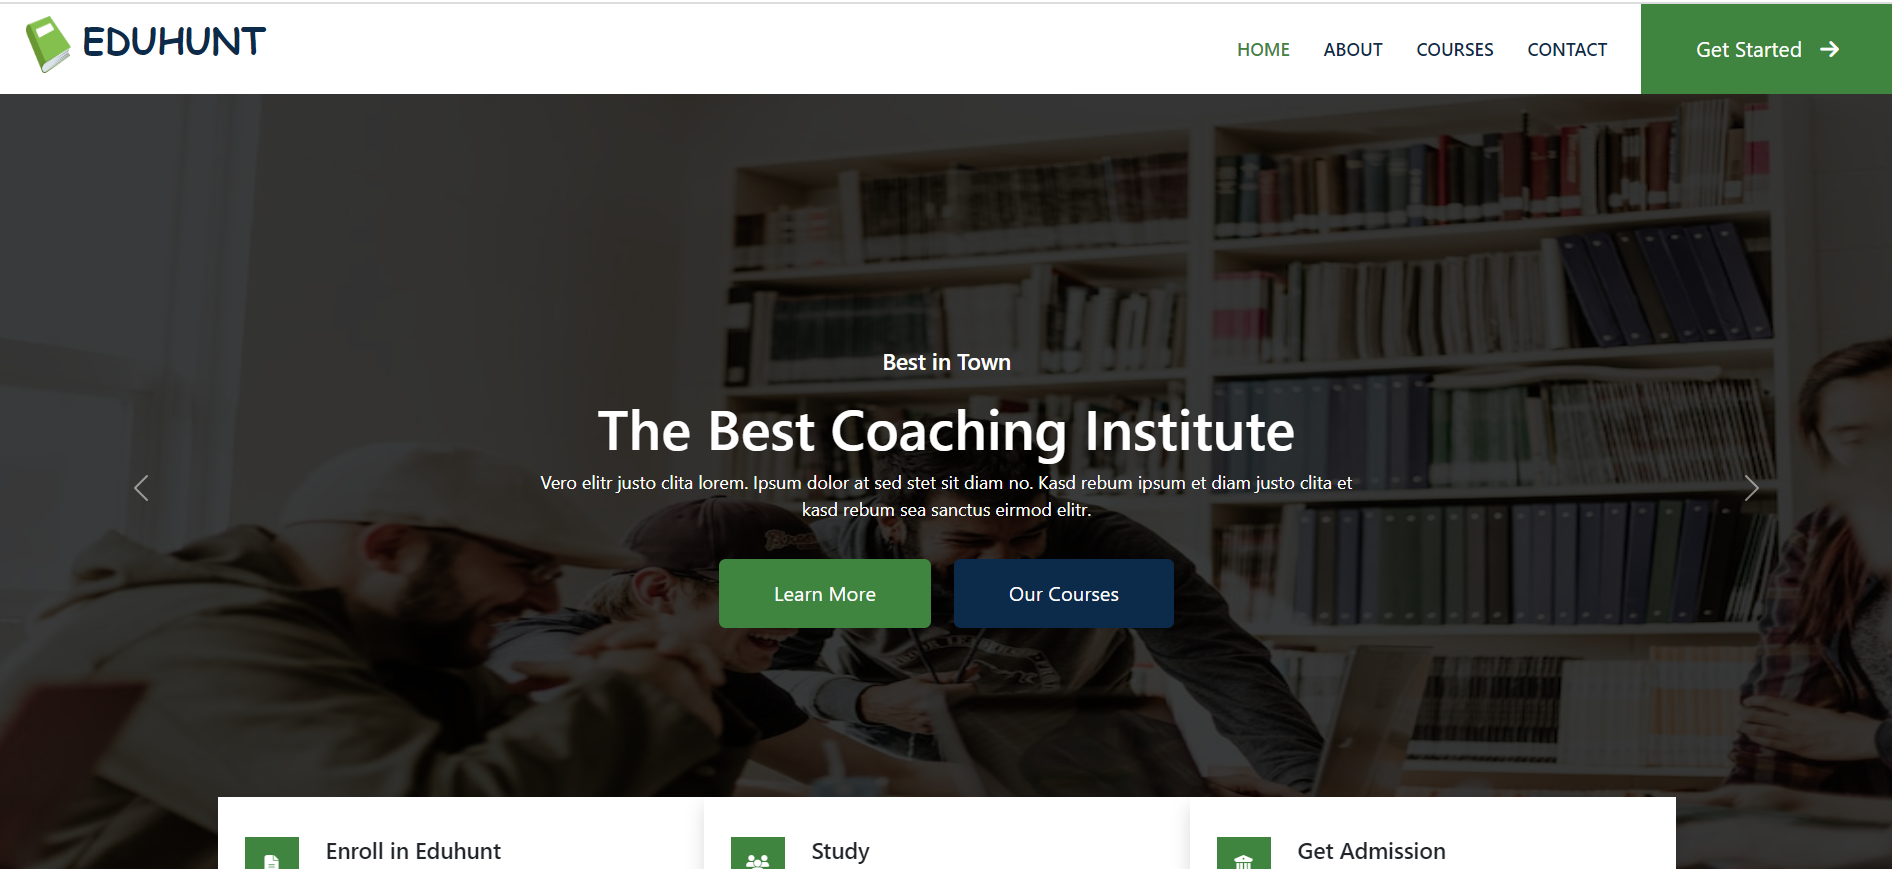 EDUHUNT
HOME ABOUT COURSES CONTACT Get Started
Best in Town
The Best Coaching Institute
Vero elitr justo clita lorem. Ipsum dolor at sed stet sit diam no. Kasd rebum ipsum et diam justo clita et
kasd rebum sea sanctus eirmod elitr.
Learn More Our Courses
Enroll in Eduhunt Study Get Admission